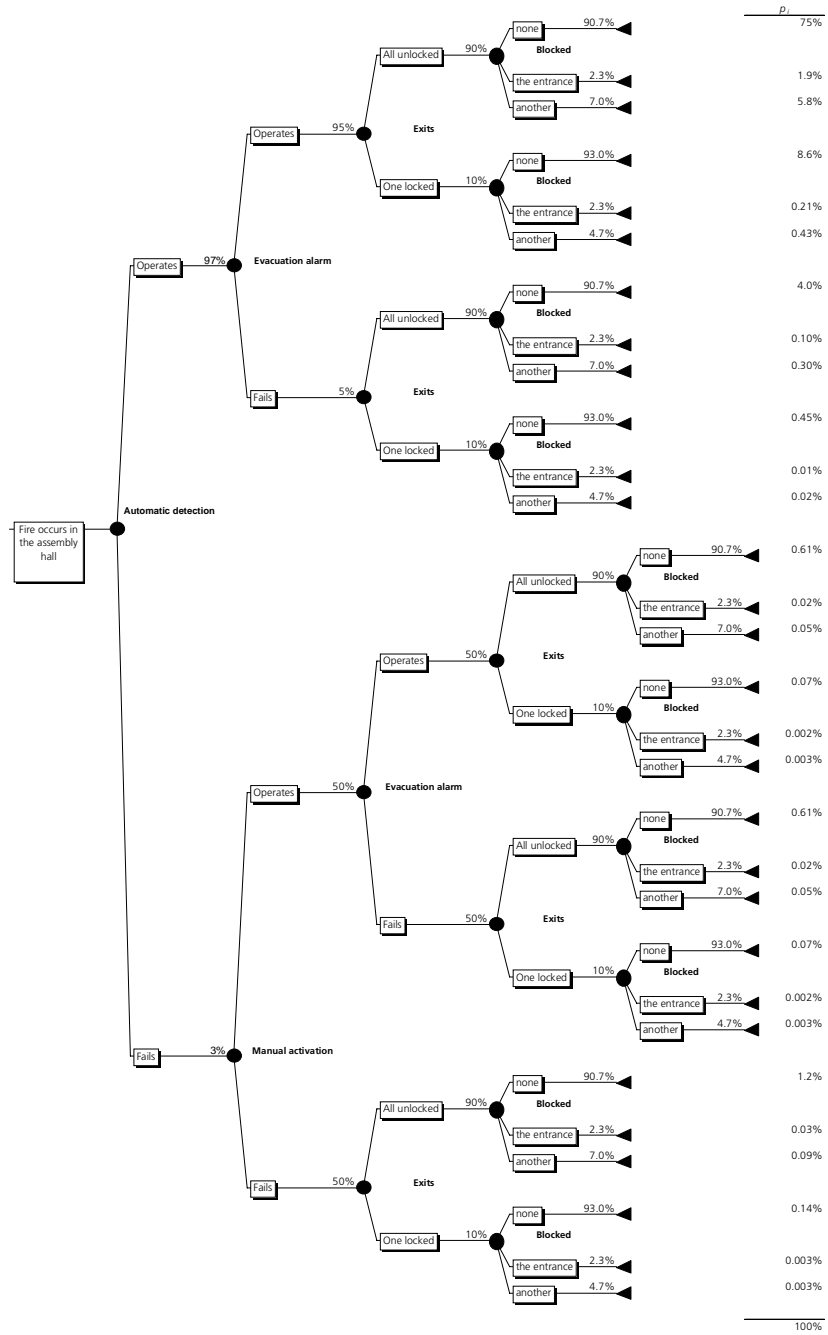 p i
none 90.7% 75%
All unlocked 90% Blocked
the entrance 2.3% 1.9%
another 7.0% 5.8%
Operates 95% Exits
none 93.0% 8.6%
One locked 10% Blocked
the entrance 2.3% 0.21%
another 4.7% 0.43%
Operates 97% Evacuation alarm
none 90.7% 4.0%
All unlocked 90% Blocked
the entrance 2.3% 0.10%
another 7.0% 0.30%
Fails 5% Exits
none 93.0% 0.45%
One locked 10% Blocked
the entrance 2.3% 0.01%
another 4.7% 0.02%
Automatic detection
Fire occurs in
the assembly
hall
none 90.7% 0.61%
All unlocked 90% Blocked
the entrance 2.3% 0.02%
another 7.0% 0.05%
Operates 50% Exits
none 93.0% 0.07%
One locked 10% Blocked
the entrance 2.3% 0.002%
another 4.7% 0.003%
Operates 50% Evacuation alarm
none 90.7% 0.61%
All unlocked 90% Blocked
the entrance 2.3% 0.02%
another 7.0% 0.05%
Fails 50% Exits
none 93.0% 0.07%
One locked 10% Blocked
the entrance 2.3% 0.002%
another 4.7% 0.003%
Fails 3% Manual activation
none 90.7% 1.2%
All unlocked 90% Blocked
the entrance 2.3% 0.03%
another 7.0% 0.09%
Fails 50% Exits
none 93.0% 0.14%
One locked 10% Blocked
the entrance 2.3% 0.003%
another 4.7% 0.003%
100%